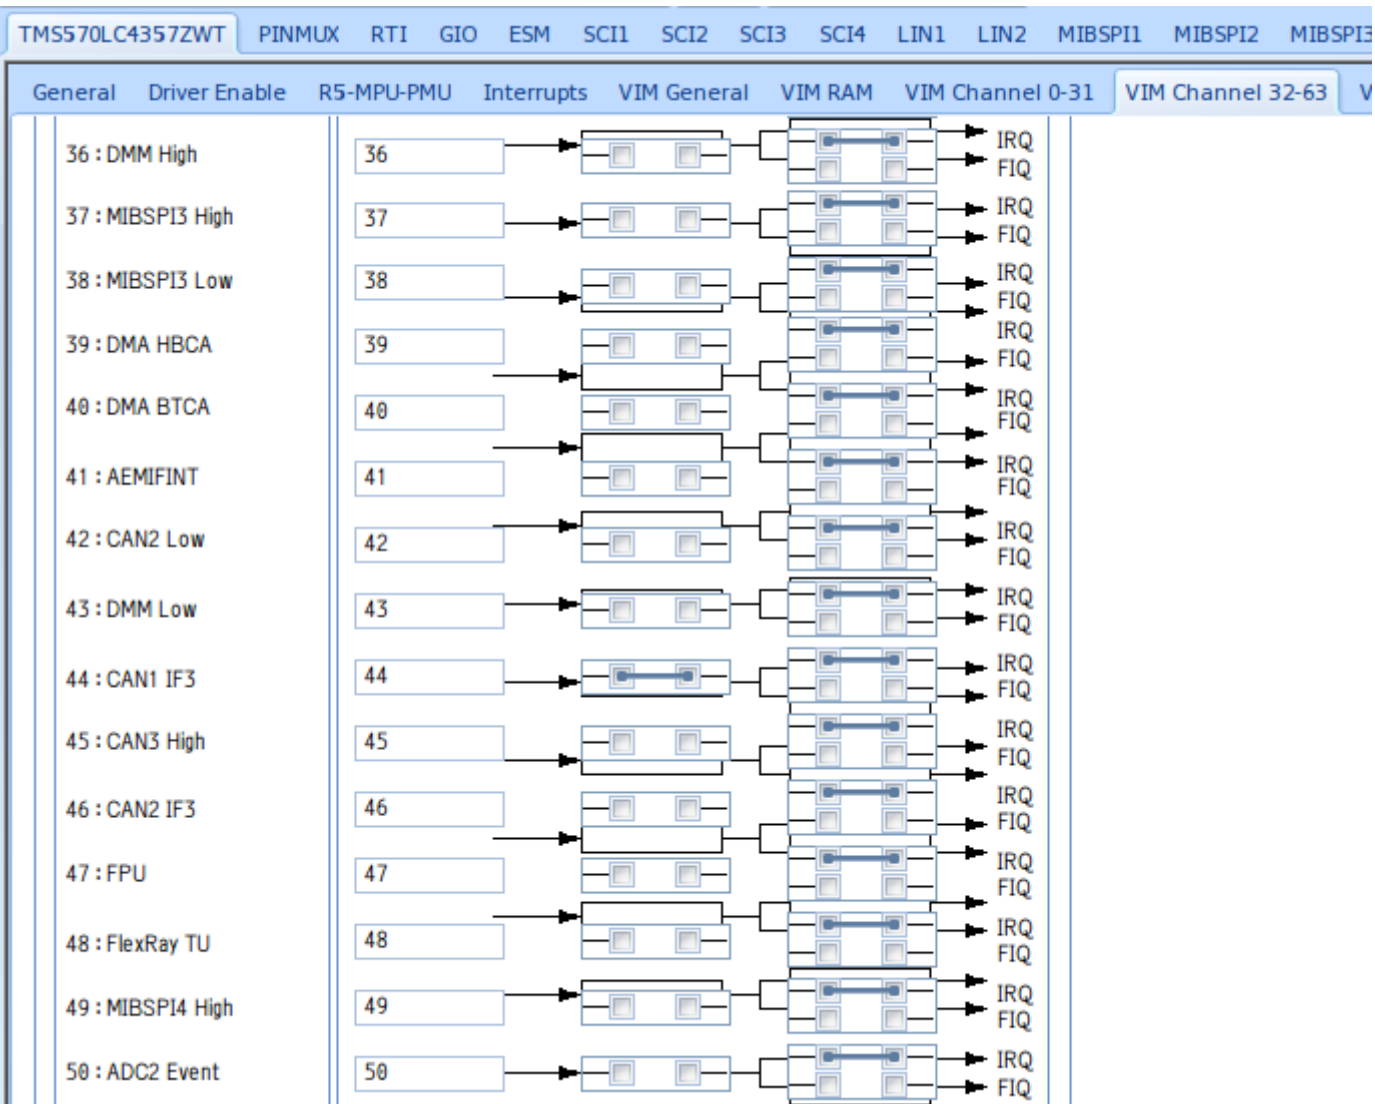 TMS570LC4357ZWT PINMUX RTI GIO ESM SCI1 SCI2 SCI3 SCI4 LIN1 LIN2 MIBSPI1 MIBSPI2 MIBSPI3
General Driver Enable R5-MPU-PMU Interrupts VIM General VIM RAM VIM Channel 0-31 VIM Channel 32-63 V
36:DMM High 36 IRQ
FIQ
37:MIBSPI3 High 37 IRQ
FIQ
38:MIBSPI3 Low 38 IRQ
FIQ
39:DMA HBCA 39 IRQ
FIQ
40:DMA BTCA 40 IRQ
FIQ
41:AEMIFINT 41 IRQ
FIQ
42:CAN2 Low 42 IRQ
FIQ
43:DMM Low 43 IRQ
FIQ
44:CAN1 IF3 44 IRQ
FIQ
45:CAN3 High 45 IRQ
FIQ
46:CAN2 IF3 46 IRQ
FIQ
47:FPU 47 IRQ
FIQ
48:FlexRay TU 48 IRQ
FIQ
49:MIBSPI4 High 49 IRQ
FIQ
50:ADC2 Event 50 IRQ
FIQ